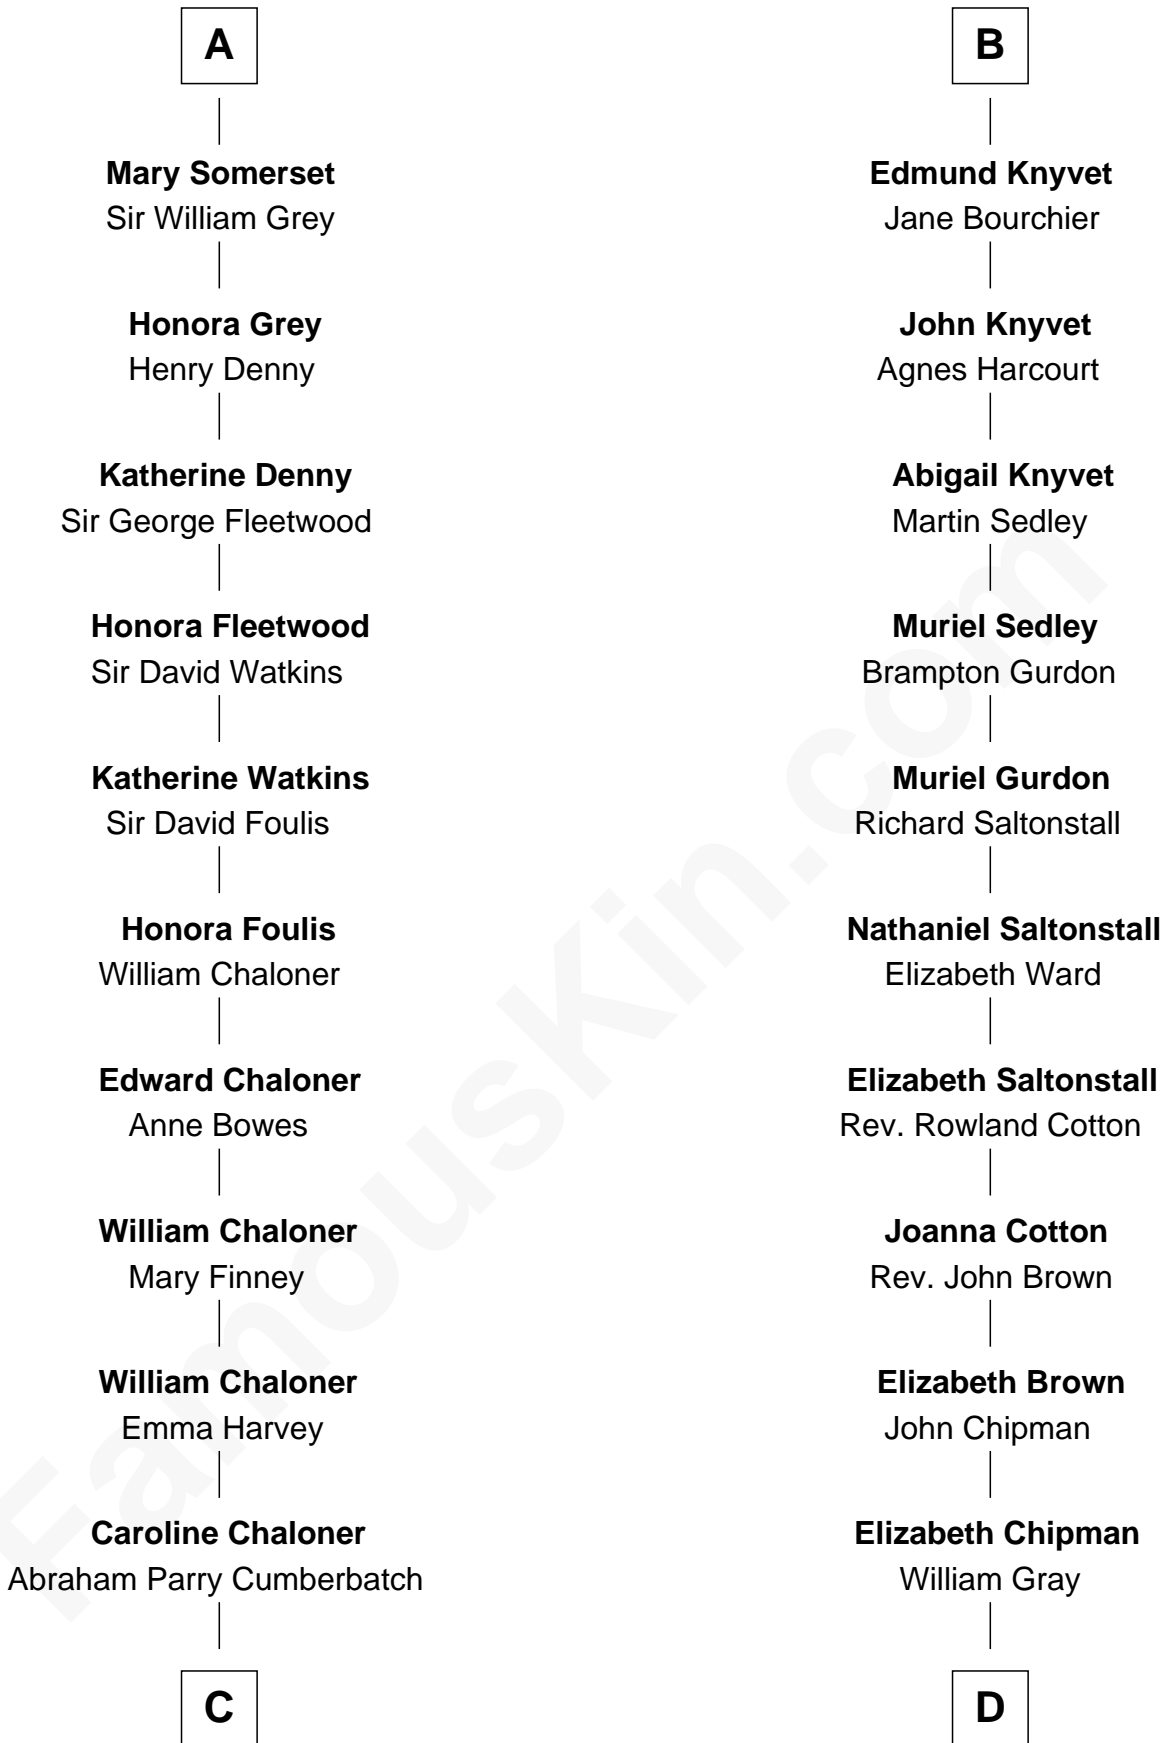 A
Mary Somerset
Sir William Grey
Honora Grey
Henry Denny
Katherine Denny
Sir George Fleetwood
Honora Fleetwood
Sir David Watkins
Katherine Watkins
Sir David Foulis
Honora Foulis
William Chaloner
Edward Chaloner
Anne Bowes
William Chaloner
Mary Finney
William Chaloner
Emma Harvey
Caroline Chaloner
Abraham Parry Cumberbatch
C
B
Edmund Knyvet
Jane Bourchier
John Knyvet
Agnes Harcourt
Abigail Knyvet
Martin Sedley
Muriel Sedley
Brampton Gurdon
Muriel Gurdon
Richard Saltonstall
Nathaniel Saltonstall
Elizabeth Ward
Elizabeth Saltonstall
Rev. Rowland Cotton
Joanna Cotton
Rev. John Brown
Elizabeth Brown
John Chipman
Elizabeth Chipman
William Gray
D
FamousKin.com